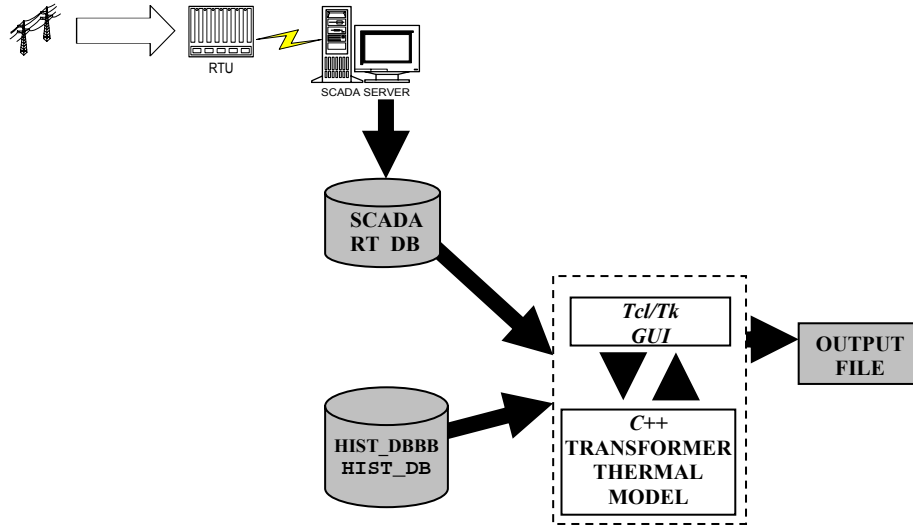 RTU
SCADA SERVER
SCADA
RT DB
Tcl/Tk
GUI
OUTPUT
FILE
HIST_DBBB
HIST_DB
C++
TRANSFORMER
THERMAL
MODEL